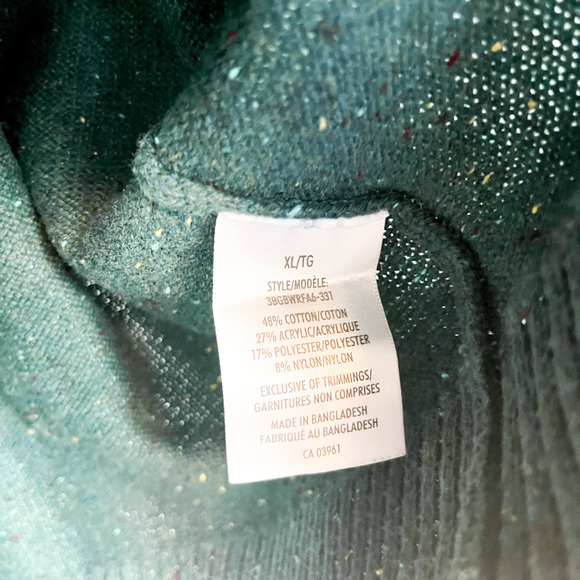 XL/TG
STYLE/MODÈLE:
3BGBWRFA6-331
48% COTTON/COTON
27% ACRYLIC/ACRYLIQUE
17% POLYESTER/POLYESTER
8% NYLON/NYLON
EXCLUSIVE OF TRIMMINGS/
GARNITURES NON COMPRISES
MADE IN BANGLADESH
FABRIQUÉ AU BANGLADESH
CA 03961